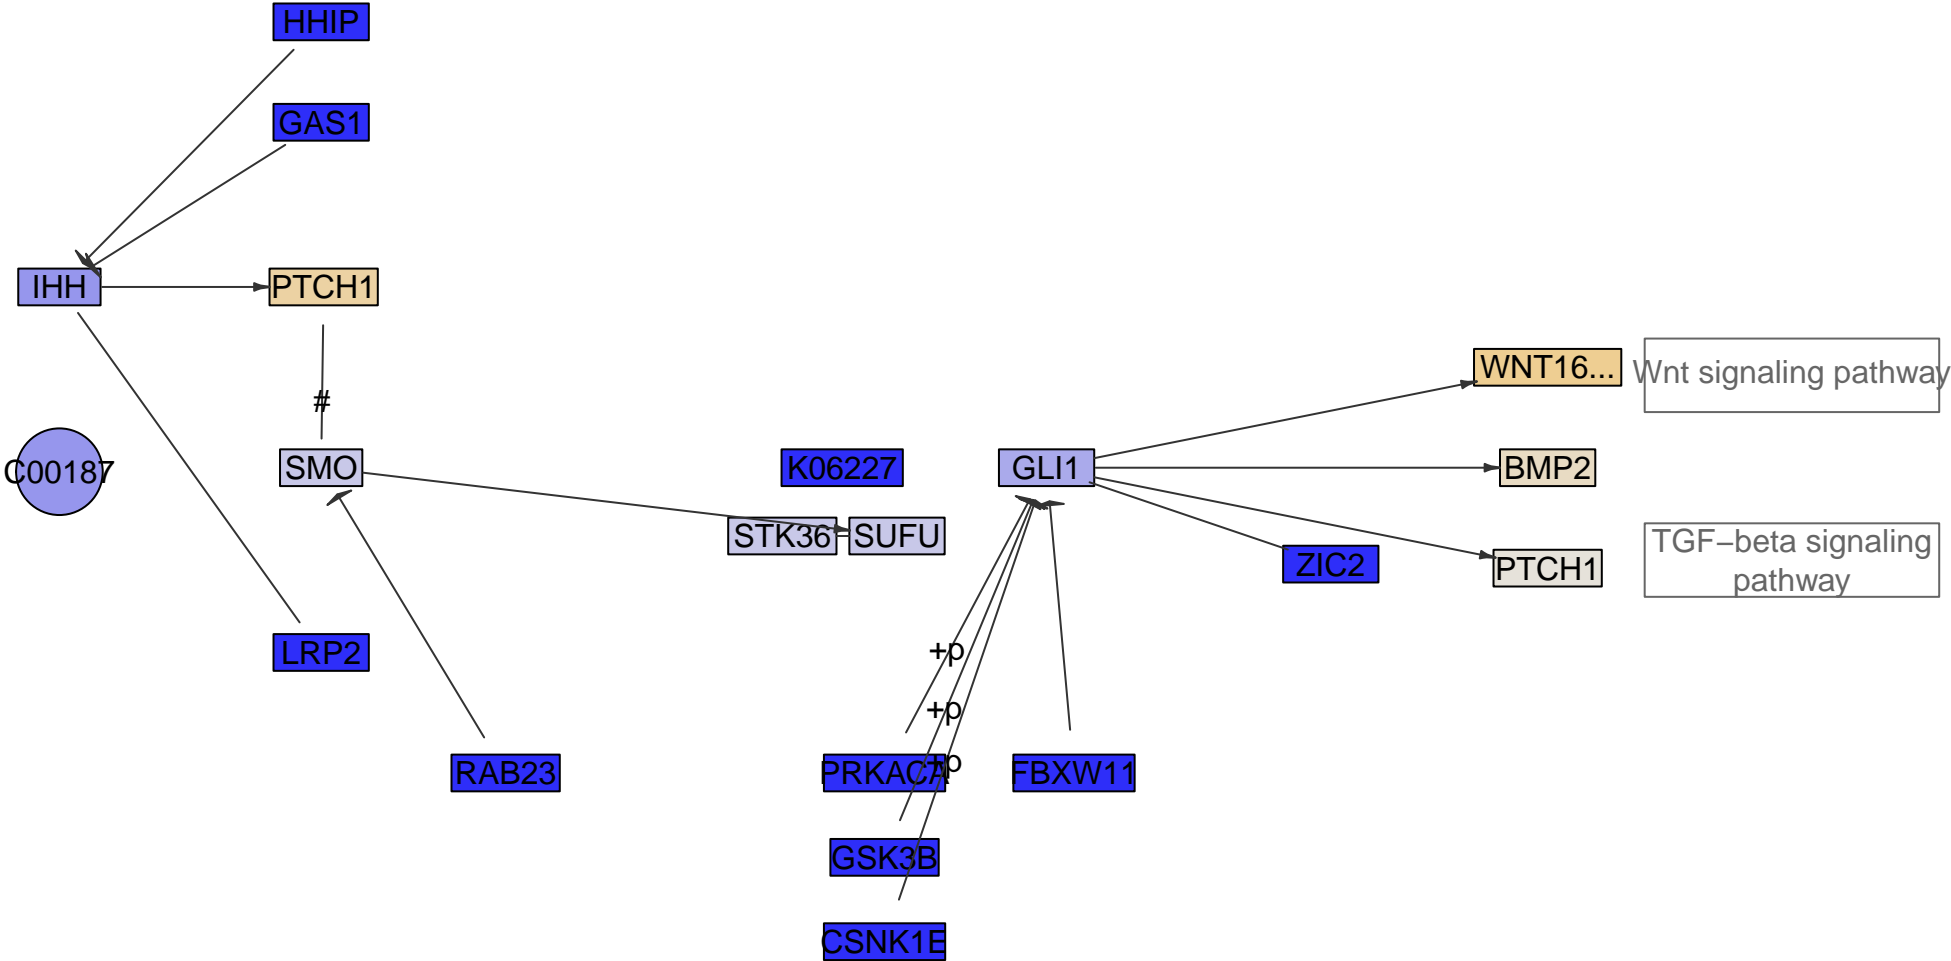 HHIP
GAS1
IHH
PTCH1
WNT16...
Wnt signaling pathway
#
C00187
SMO
K06227
GLI1
BMP2
STK36
SUFU
TGF−beta signaling
pathway
ZIC2
PTCH1
LRP2
+p
+p
+p
RAB23
PRKACA
FBXW11
GSK3B
CSNK1E